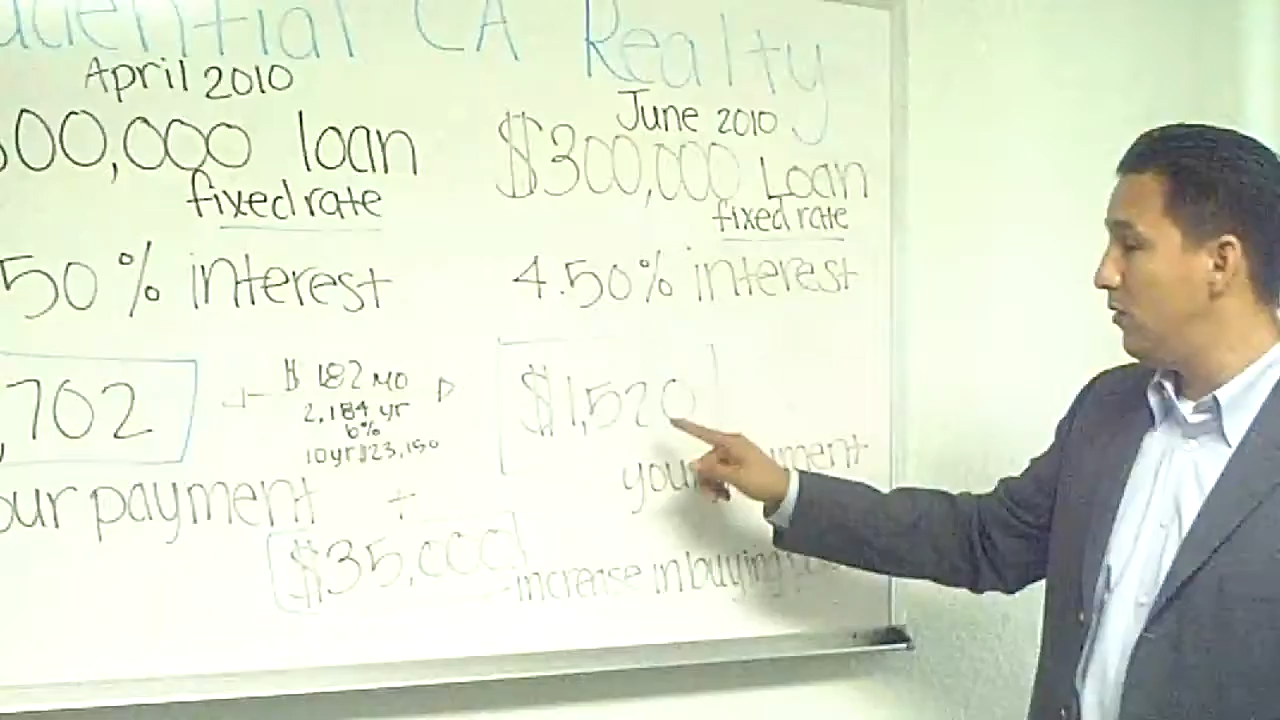 udential CA Realty
April 2010
00,000 loan
fixed rate
50% interest
,702
our payment
$182 MO
2,184 yr
6%
10yr $23,150
÷
$35,000
increase in buying
June 2010
$300,000 Loan
fixed rate
4.50% interest
$1,520
your ment